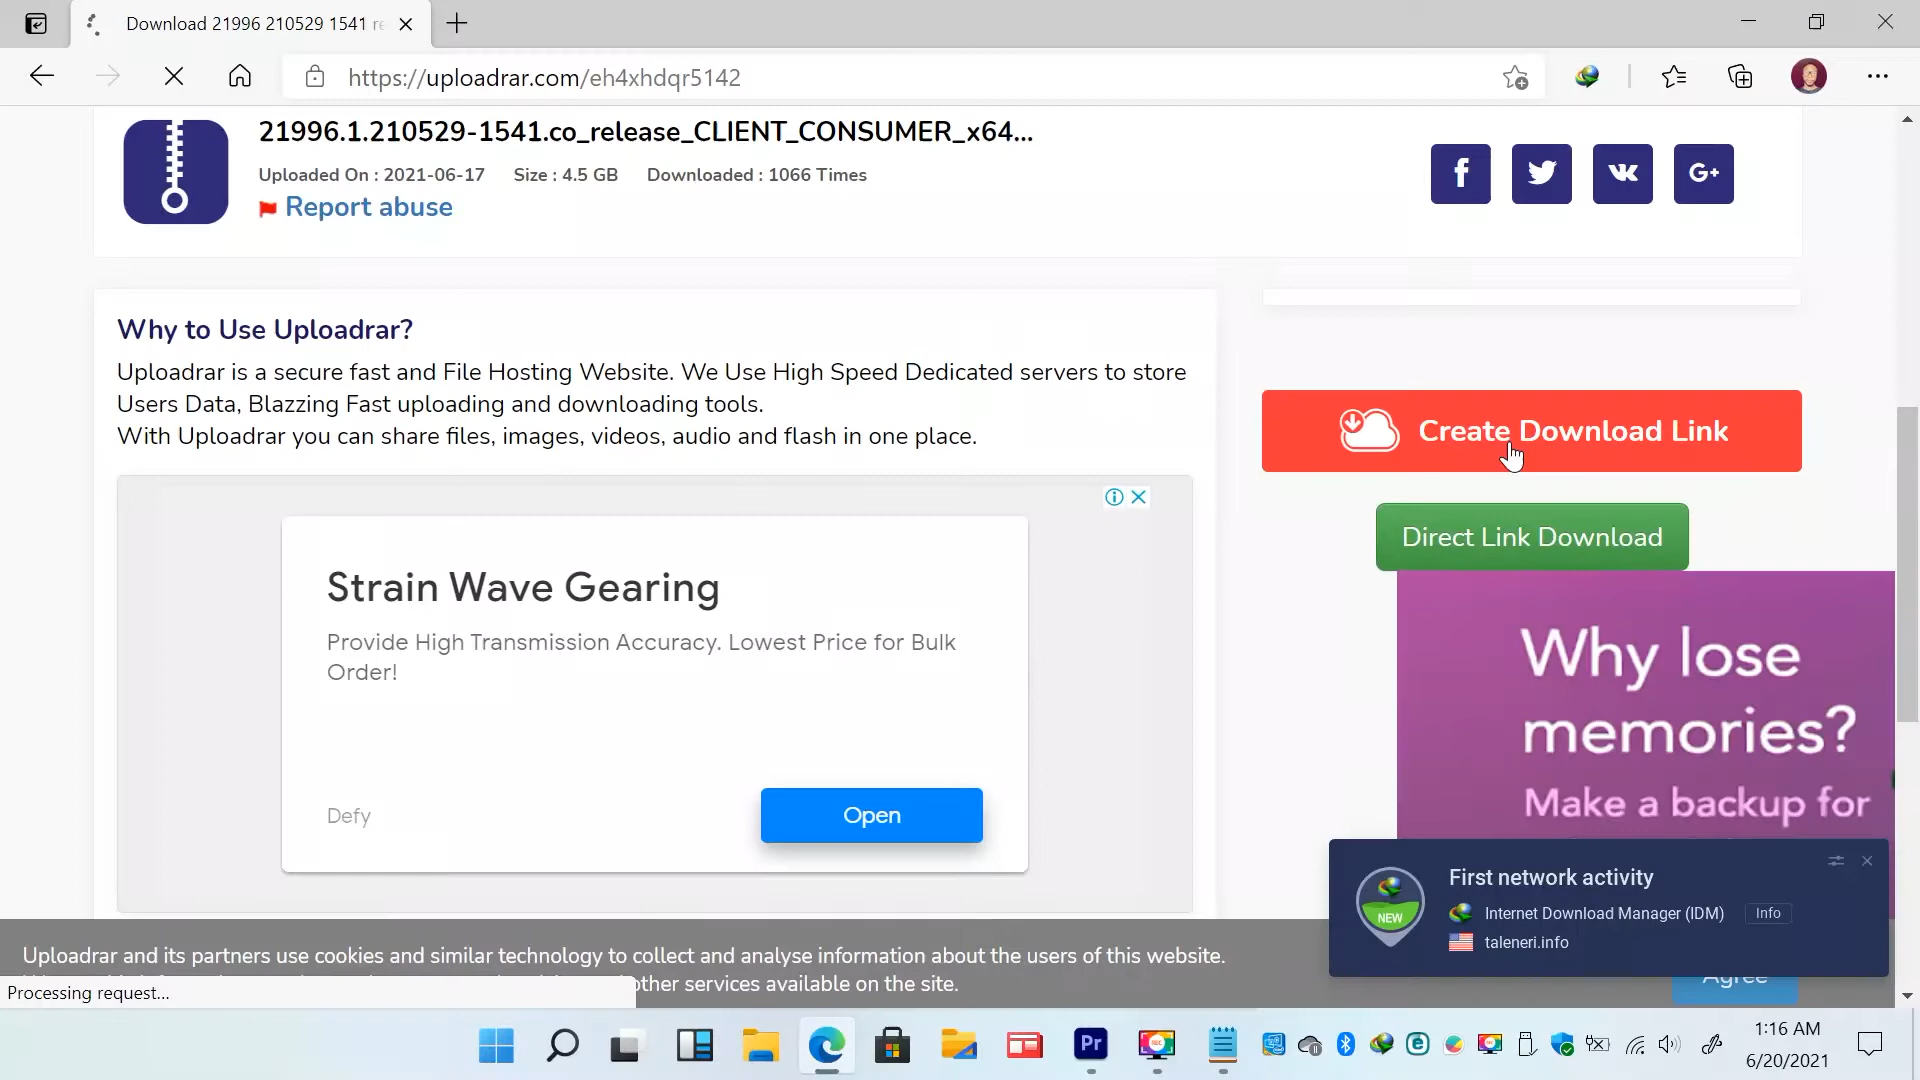 Download 21996 210529 1541 re
https://uploadrar.com/eh4xhdqr5142
21996.1.210529-1541.co_release_CLIENT_CONSUMER_x64...
Uploaded On : 2021-06-17 Size : 4.5 GB Downloaded : 1066 Times
Report abuse
f
VK
G+
Why to Use Uploadrar?
Uploadrar is a secure fast and File Hosting Website. We Use High Speed Dedicated servers to store
Users Data, Blazzing Fast uploading and downloading tools.
With Uploadrar you can share files, images, videos, audio and flash in one place.
Create Download Link
Direct Link Download
Strain Wave Gearing
Provide High Transmission Accuracy. Lowest Price for Bulk
Order!
Defy
Open
Why lose
memories?
Make a backup for
First network activity
NEW
Internet Download Manager (IDM) Info
taleneri.info
Uploadrar and its partners use cookies and similar technology to collect and analyse information about the users of this website.
other services available on the site.
Agree
Processing request...
Pr
REC
1:16 AM
6/20/2021